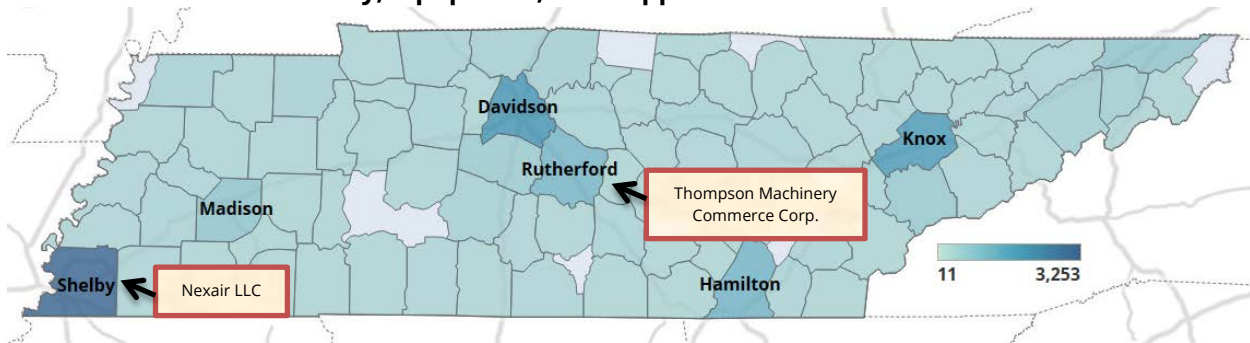 Davidson
Knox
Rutherford
Thompson Machinery
Commerce Corp.
Madison
11
3,253
Shelby
Nexair LLC
Hamilton